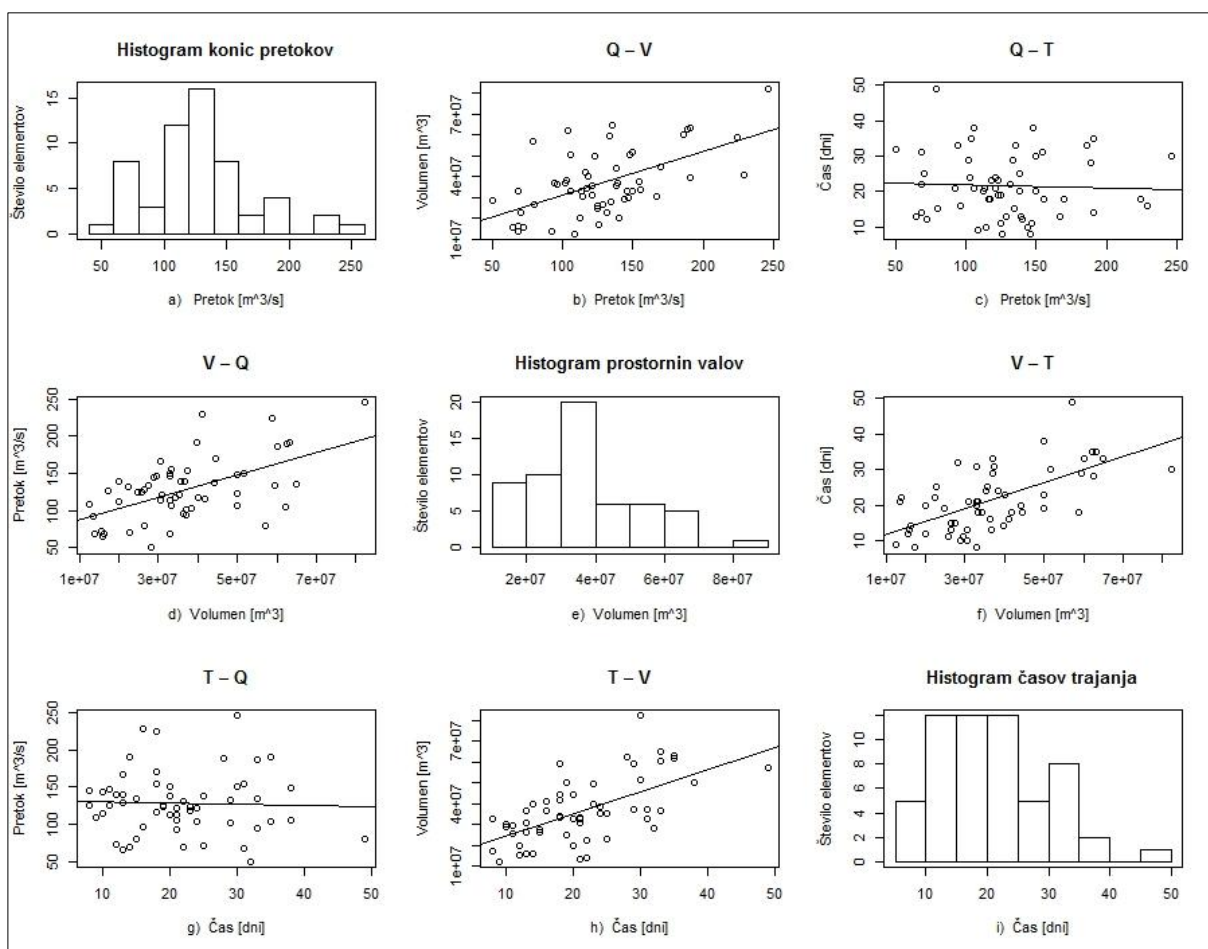 Histogram konic pretokov
Število elementov
0 5 10 15
50 100 150 200 250
a) Pretok [m^3/s]
Q – V
Volumen [m^3]
1e+07 4e+07 7e+07
50 100 150 200 250
b) Pretok [m^3/s]
Q – T
Čas [dni]
10 20 30 40 50
50 100 150 200 250
c) Pretok [m^3/s]
V – Q
Pretok [m^3/s]
50 100 150 200 250
1e+07 3e+07 5e+07 7e+07
d) Volumen [m^3]
Histogram prostornin valov
Število elementov
0 5 10 15 20
2e+07 4e+07 6e+07 8e+07
e) Volumen [m^3]
V – T
Čas [dni]
10 20 30 40 50
1e+07 3e+07 5e+07 7e+07
f) Volumen [m^3]
T – Q
Pretok [m^3/s]
50 100 150 200 250
10 20 30 40 50
g) Čas [dni]
T – V
Volumen [m^3]
1e+07 4e+07 7e+07
10 20 30 40 50
h) Čas [dni]
Histogram časov trajanja
Število elementov
0 2 4 6 8 10
10 20 30 40 50
i) Čas [dni]